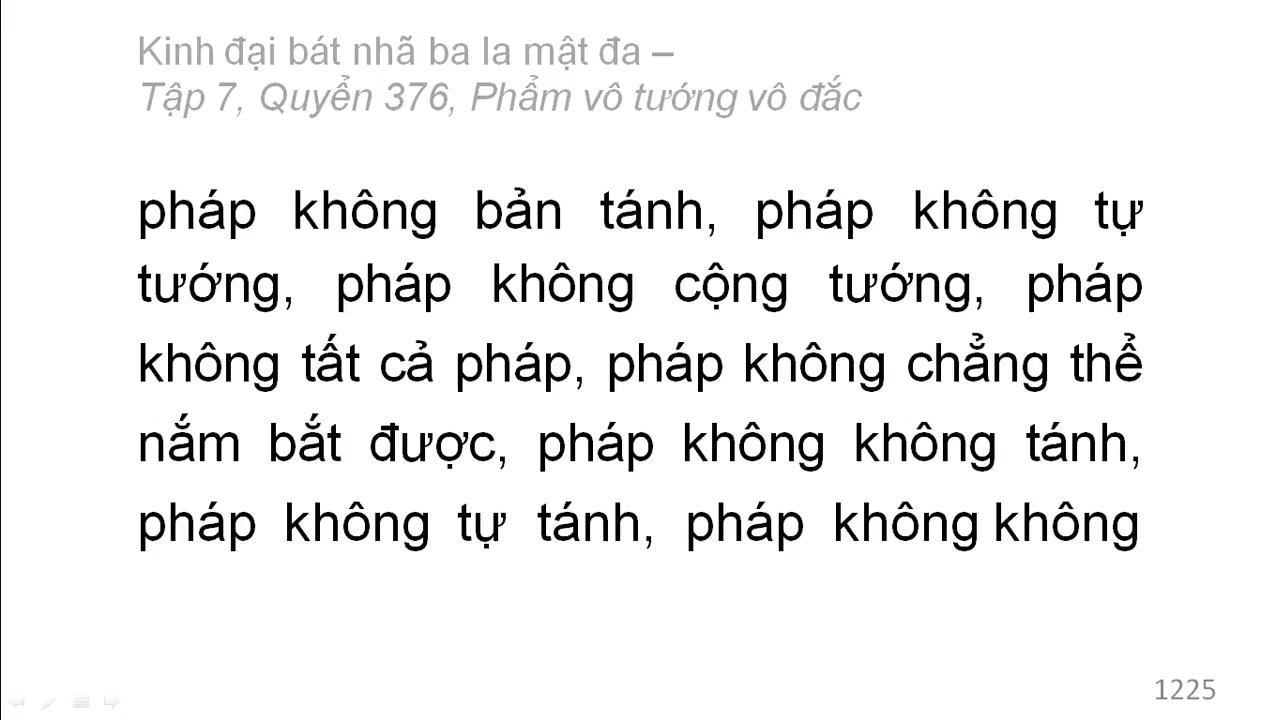 Kinh đại bát nhã ba la mật đa –
Tập 7, Quyển 376, Phẩm vô tướng vô đắc
pháp không bản tánh, pháp không tự
tướng, pháp không cộng tướng, pháp
không tất cả pháp, pháp không chẳng thể
nắm bắt được, pháp không không tánh,
pháp không tự tánh, pháp không không
1225